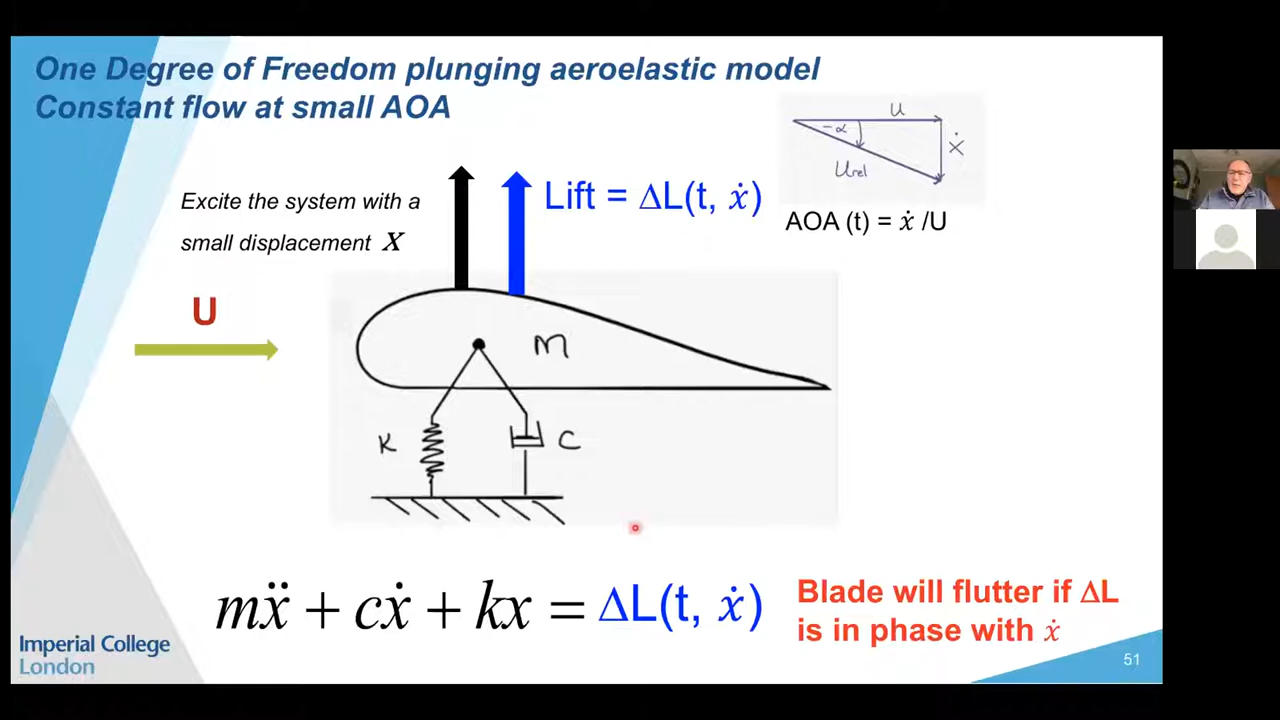 One Degree of Freedom plunging aeroelastic model
Constant flow at small AOA
U
-α
ẋ
Urel
Excite the system with a
small displacement X
Lift = ΔL(t, ẋ)
AOA (t) = ẋ /U
U
m
K
C
mẍ + cẋ + kx = ΔL(t, ẋ)
Blade will flutter if ΔL
is in phase with ẋ
Imperial College
London
51